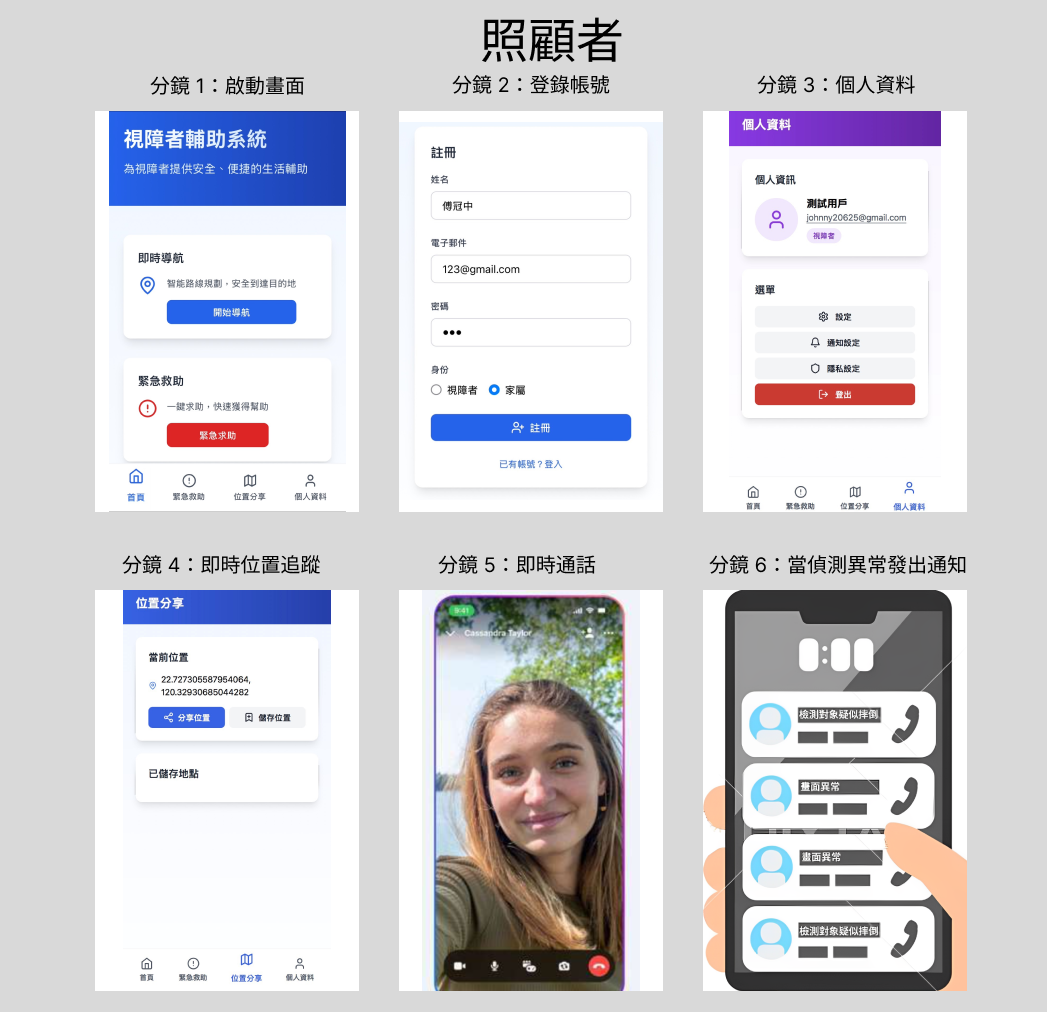 照顧者
分鏡 1：啟動畫面
視障者輔助系統
為視障者提供安全、便捷的生活輔助
即時導航
智能路線規劃，安全到達目的地
開始導航
緊急救助
一鍵求助，快速獲得幫助
緊急求助
首頁
緊急救助
位置分享
個人資料
分鏡 2：登錄帳號
註冊
姓名
傅冠中
電子郵件
123@gmail.com
密碼
●●●
身份
視障者
家屬
註冊
已有帳號？登入
分鏡 3：個人資料
個人資料
個人資訊
測試用戶
johnny20625@gmail.com
視障者
選單
設定
通知設定
隱私設定
登出
首頁
緊急救助
位置分享
個人資料
分鏡 4：即時位置追蹤
位置分享
當前位置
22.727305587954064,
120.32930685044282
分享位置
儲存位置
已儲存地點
首頁
緊急救助
位置分享
個人資料
分鏡 5：即時通話
9:41
Cassandra Taylor
分鏡 6：當偵測異常發出通知
檢測對象疑似摔倒
畫面異常
畫面異常
檢測對象疑似摔倒